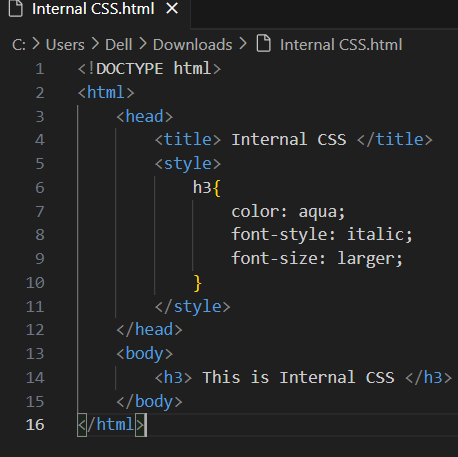 Internal CSS.html ×
C: > Users > Dell > Downloads > Internal CSS.html
1 <!DOCTYPE html>
2 <html>
3 <head>
4 <title> Internal CSS </title>
5 <style>
6 h3{
7 color: aqua;
8 font-style: italic;
9 font-size: larger;
10 }
11 </style>
12 </head>
13 <body>
14 <h3> This is Internal CSS </h3>
15 </body>
16 </html>